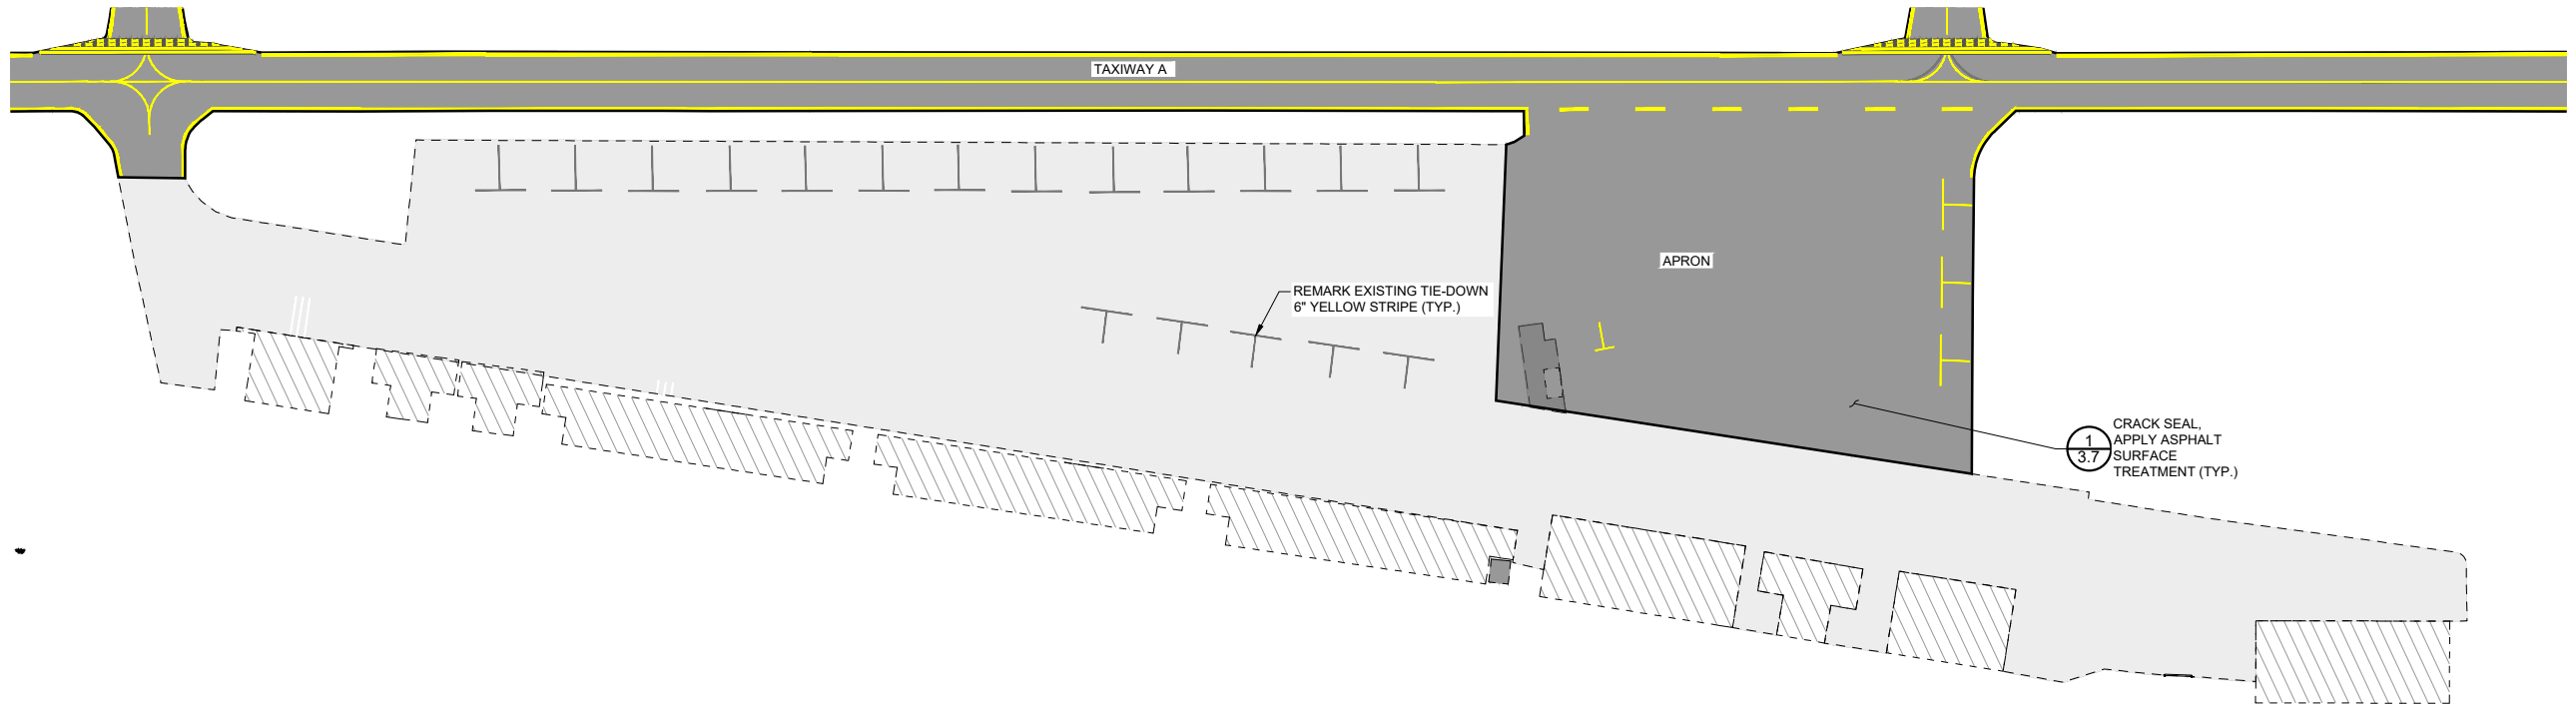 TAXIWAY A
APRON
REMARK EXISTING TIE-DOWN
6" YELLOW STRIPE (TYP.)
1
3.7
CRACK SEAL,
APPLY ASPHALT
SURFACE
TREATMENT (TYP.)